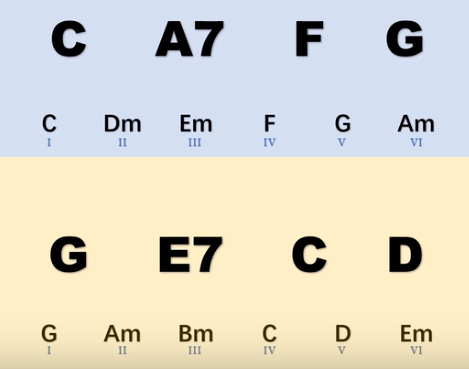 C A7 F G
C Dm Em F G Am
I II III IV V VI
G E7 C D
G Am Bm C D Em
I II III IV V VI